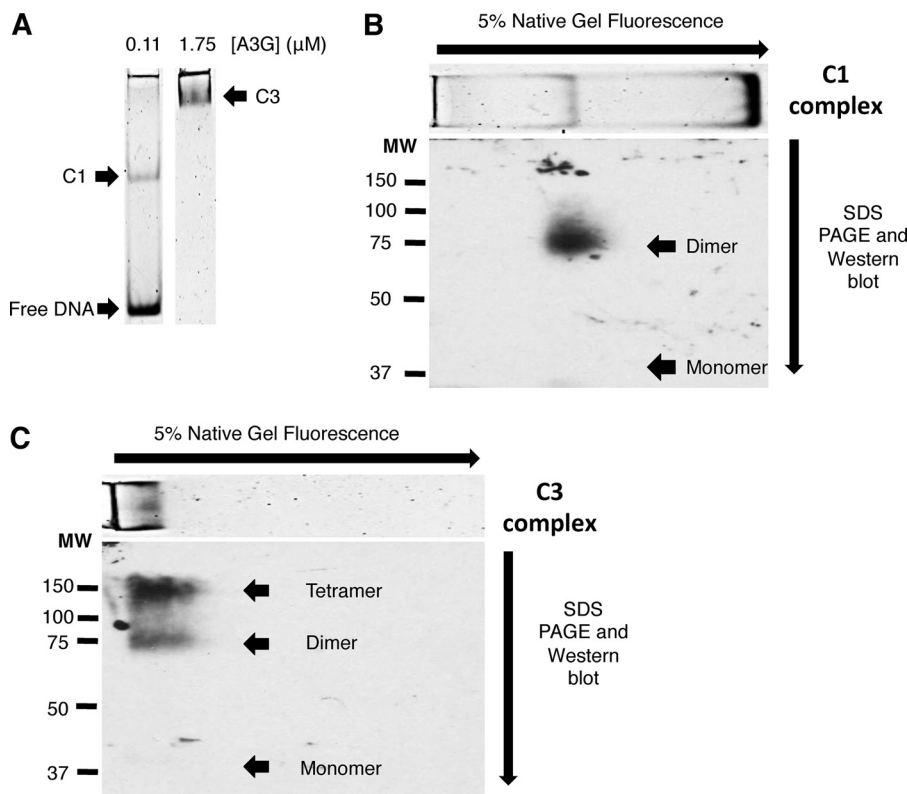 A
0.11 1.75 [A3G] (μM)
C3
C1
Free DNA
B
5% Native Gel Fluorescence
C1
complex
MW
150
100
75
50
37
Dimer
Monomer
SDS
PAGE and
Western
blot
C
5% Native Gel Fluorescence
C3
complex
MW
150
100
75
50
37
Tetramer
Dimer
Monomer
SDS
PAGE and
Western
blot